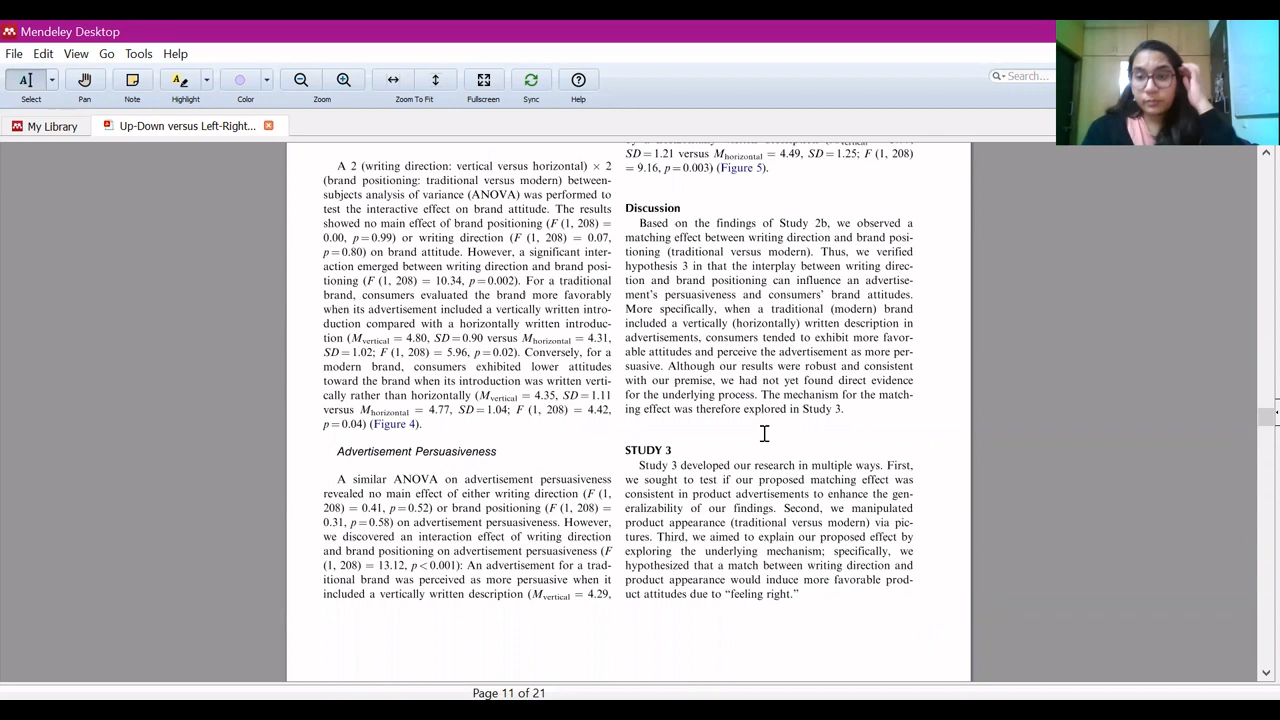 Mendeley Desktop
File Edit View Go Tools Help
Select Pan Note Highlight Color Zoom Zoom To Fit Fullscreen Sync Help
Search...
My Library Up-Down versus Left-Right...
A 2 (writing direction: vertical versus horizontal) × 2
(brand positioning: traditional versus modern) between-
subjects analysis of variance (ANOVA) was performed to
test the interactive effect on brand attitude. The results
showed no main effect of brand positioning (F (1, 208) =
0.00, p=0.99) or writing direction (F (1, 208) = 0.07,
p=0.80) on brand attitude. However, a significant inter-
action emerged between writing direction and brand posi-
tioning (F (1, 208) = 10.34, p=0.002). For a traditional
brand, consumers evaluated the brand more favorably
when its advertisement included a vertically written intro-
duction compared with a horizontally written introduc-
tion (Mvertical = 4.80, SD=0.90 versus Mhorizontal = 4.31,
SD=1.02; F (1, 208) = 5.96, p=0.02). Conversely, for a
modern brand, consumers exhibited lower attitudes
toward the brand when its introduction was written verti-
cally rather than horizontally (Mvertical = 4.35, SD=1.11
versus Mhorizontal = 4.77, SD=1.04; F (1, 208) = 4.42,
p=0.04) (Figure 4).
Advertisement Persuasiveness
A similar ANOVA on advertisement persuasiveness
revealed no main effect of either writing direction (F (1,
208) = 0.41, p=0.52) or brand positioning (F (1, 208) =
0.31, p=0.58) on advertisement persuasiveness. However,
we discovered an interaction effect of writing direction
and brand positioning on advertisement persuasiveness (F
(1, 208) = 13.12, p<0.001): An advertisement for a trad-
itional brand was perceived as more persuasive when it
included a vertically written description (Mvertical = 4.29,
SD=1.21 versus Mhorizontal = 4.49, SD=1.25; F (1, 208)
= 9.16, p=0.003) (Figure 5).
Discussion
Based on the findings of Study 2b, we observed a
matching effect between writing direction and brand posi-
tioning (traditional versus modern). Thus, we verified
hypothesis 3 in that the interplay between writing direc-
tion and brand positioning can influence an advertise-
ment's persuasiveness and consumers' brand attitudes.
More specifically, when a traditional (modern) brand
included a vertically (horizontally) written description in
advertisements, consumers tended to exhibit more favor-
able attitudes and perceive the advertisement as more per-
suasive. Although our results were robust and consistent
with our premise, we had not yet found direct evidence
for the underlying process. The mechanism for the match-
ing effect was therefore explored in Study 3.
STUDY 3
Study 3 developed our research in multiple ways. First,
we sought to test if our proposed matching effect was
consistent in product advertisements to enhance the gen-
eralizability of our findings. Second, we manipulated
product appearance (traditional versus modern) via pic-
tures. Third, we aimed to explain our proposed effect by
exploring the underlying mechanism; specifically, we
hypothesized that a match between writing direction and
product appearance would induce more favorable prod-
uct attitudes due to “feeling right.”
Page 11 of 21